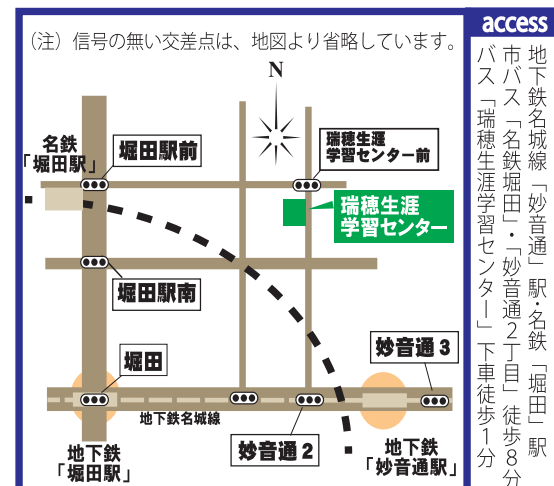 (注)信号の無い交差点は、地図より省略しています。
N
名鉄
「堀田駅」
堀田駅前
瑞穂生涯
学習センター前
瑞穂生涯
学習センター
堀田駅南
堀田
妙音通3
地下鉄名城線
妙音通2
地下鉄
「堀田駅」
地下鉄
「妙音通駅」
access
地下鉄名城線「妙音通」駅・名鉄「堀田」駅
市バス「名鉄堀田」・「妙音通2丁目」徒歩8分
バス「瑞穂生涯学習センター」下車徒歩1分